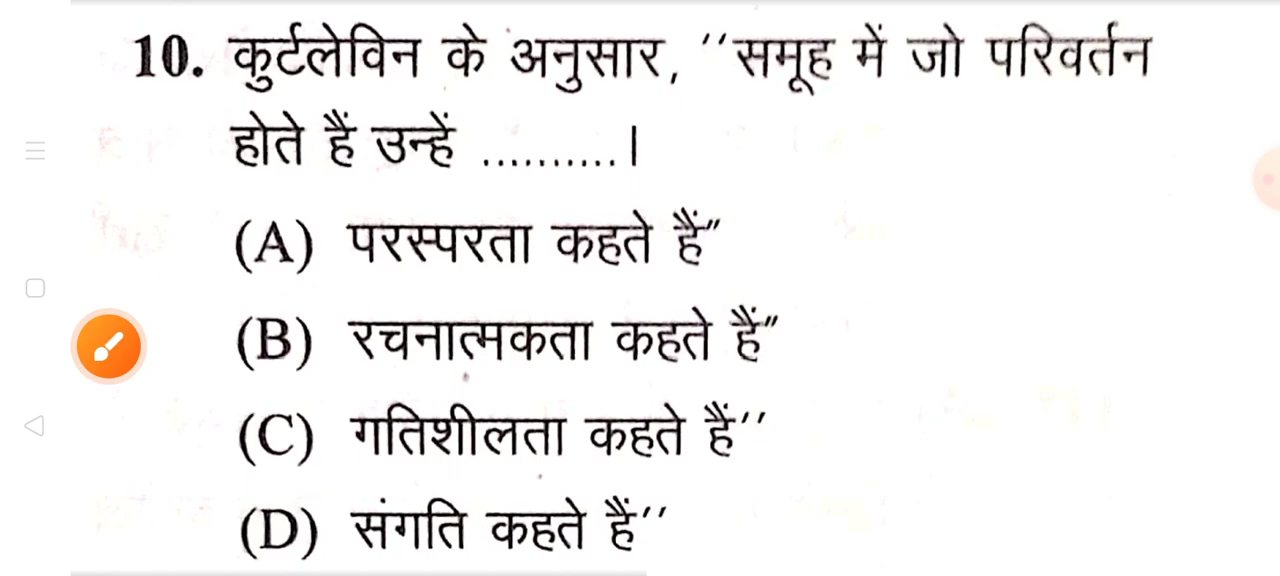 10. कुर्टलेविन के अनुसार, ‘‘समूह में जो परिवर्तन
होते हैं उन्हें ..........।
(A) परस्परता कहते हैं”
(B) रचनात्मकता कहते हैं”
(C) गतिशीलता कहते हैं’’
(D) संगति कहते हैं’’